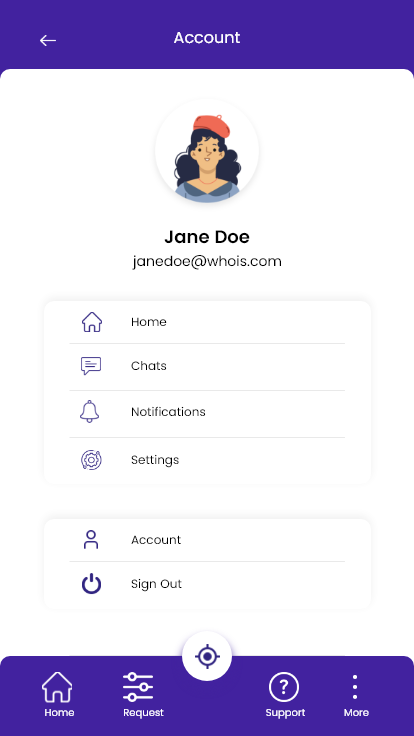 Account
Jane Doe
janedoe@whois.com
Home
Chats
Notifications
Settings
Account
Sign Out
Home
Request
Support
More